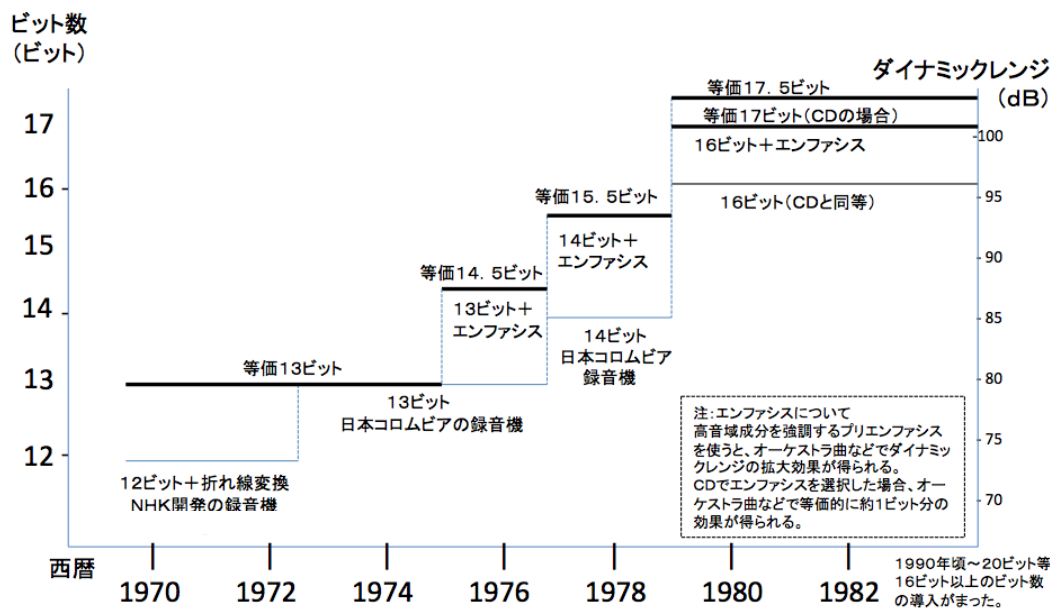 ビット数
（ビット）
ダイナミックレンジ
（dB）
等価17.5ビット
等価17ビット（CDの場合）
16ビット＋エンファシス
16ビット（CDと同等）
等価15.5ビット
14ビット＋
エンファシス
等価14.5ビット
13ビット＋
エンファシス
14ビット
日本コロムビア
録音機
等価13ビット
13ビット
日本コロムビアの録音機
12ビット＋折れ線変換
NHK開発の録音機
17
16
15
14
13
12
100
95
90
85
80
75
70
注：エンファシスについて
高音域成分を強調するプリエンファシス
を使うと、オーケストラ曲などでダイナミッ
クレンジの拡大効果が得られる。
CDでエンファシスを選択した場合、オー
ケストラ曲などで等価的に約1ビット分の
効果が得られる。
西暦
1970
1972
1974
1976
1978
1980
1982
1990年頃～20ビット等
16ビット以上のビット数
の導入がまった。